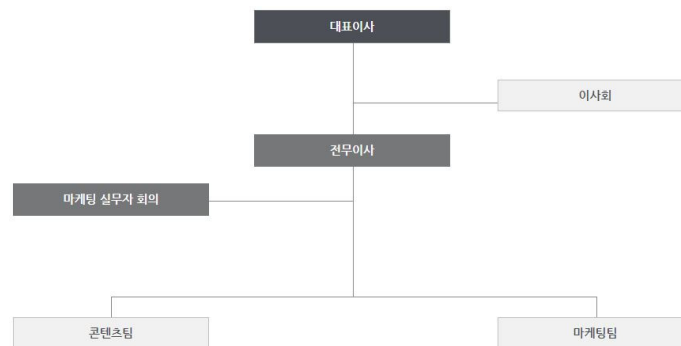 대표이사
이사회
전무이사
마케팅 실무자 회의
콘텐츠팀
마케팅팀